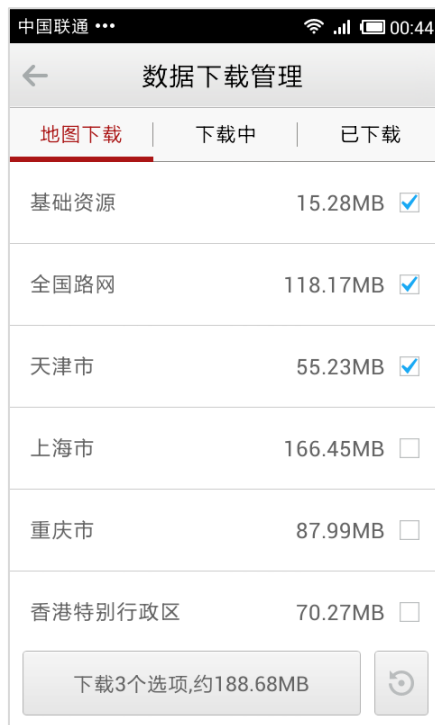 中国联通 ••• 00:44
数据下载管理
地图下载 下载中 已下载
基础资源 15.28MB
全国路网 118.17MB
天津市 55.23MB
上海市 166.45MB
重庆市 87.99MB
香港特别行政区 70.27MB
下载3个选项,约188.68MB